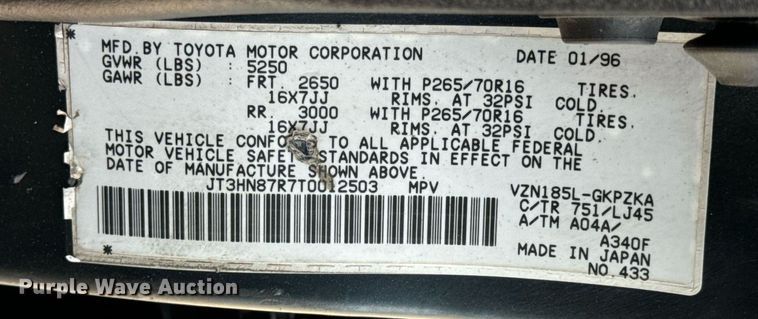 MFD.BY TOYOTA MOTOR CORPORATION DATE 01/96
GVWR (LBS) : 5250
GAWR (LBS) : FRT. 2650 WITH P265/70R16 TIRES.
16X7JJ RIMS. AT 32PSI COLD.
RR. 3000 WITH P265/70R16 TIRES.
16X7JJ RIMS. AT 32PSI COLD.
THIS VEHICLE TO ALL APPLICABLE FEDERAL
MOTOR VEHICLE STANDARDS IN EFFECT ON THE
DATE OF MANUFACTURE SHOWN ABOVE.
JT3HN87R7T0012503 MPV VZN185L-GKPZKA
C/TR 751/LJ45
A/TM A04A/
A340F
MADE IN JAPAN
NO.433
Purple Wave Auction